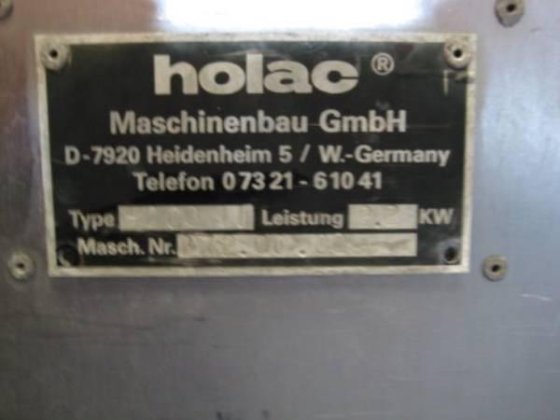 holac ®
Maschinenbau GmbH
D-7920 Heidenheim 5 / W.-Germany
Telefon 07321-61041
Type Leistung KW
Masch. Nr.